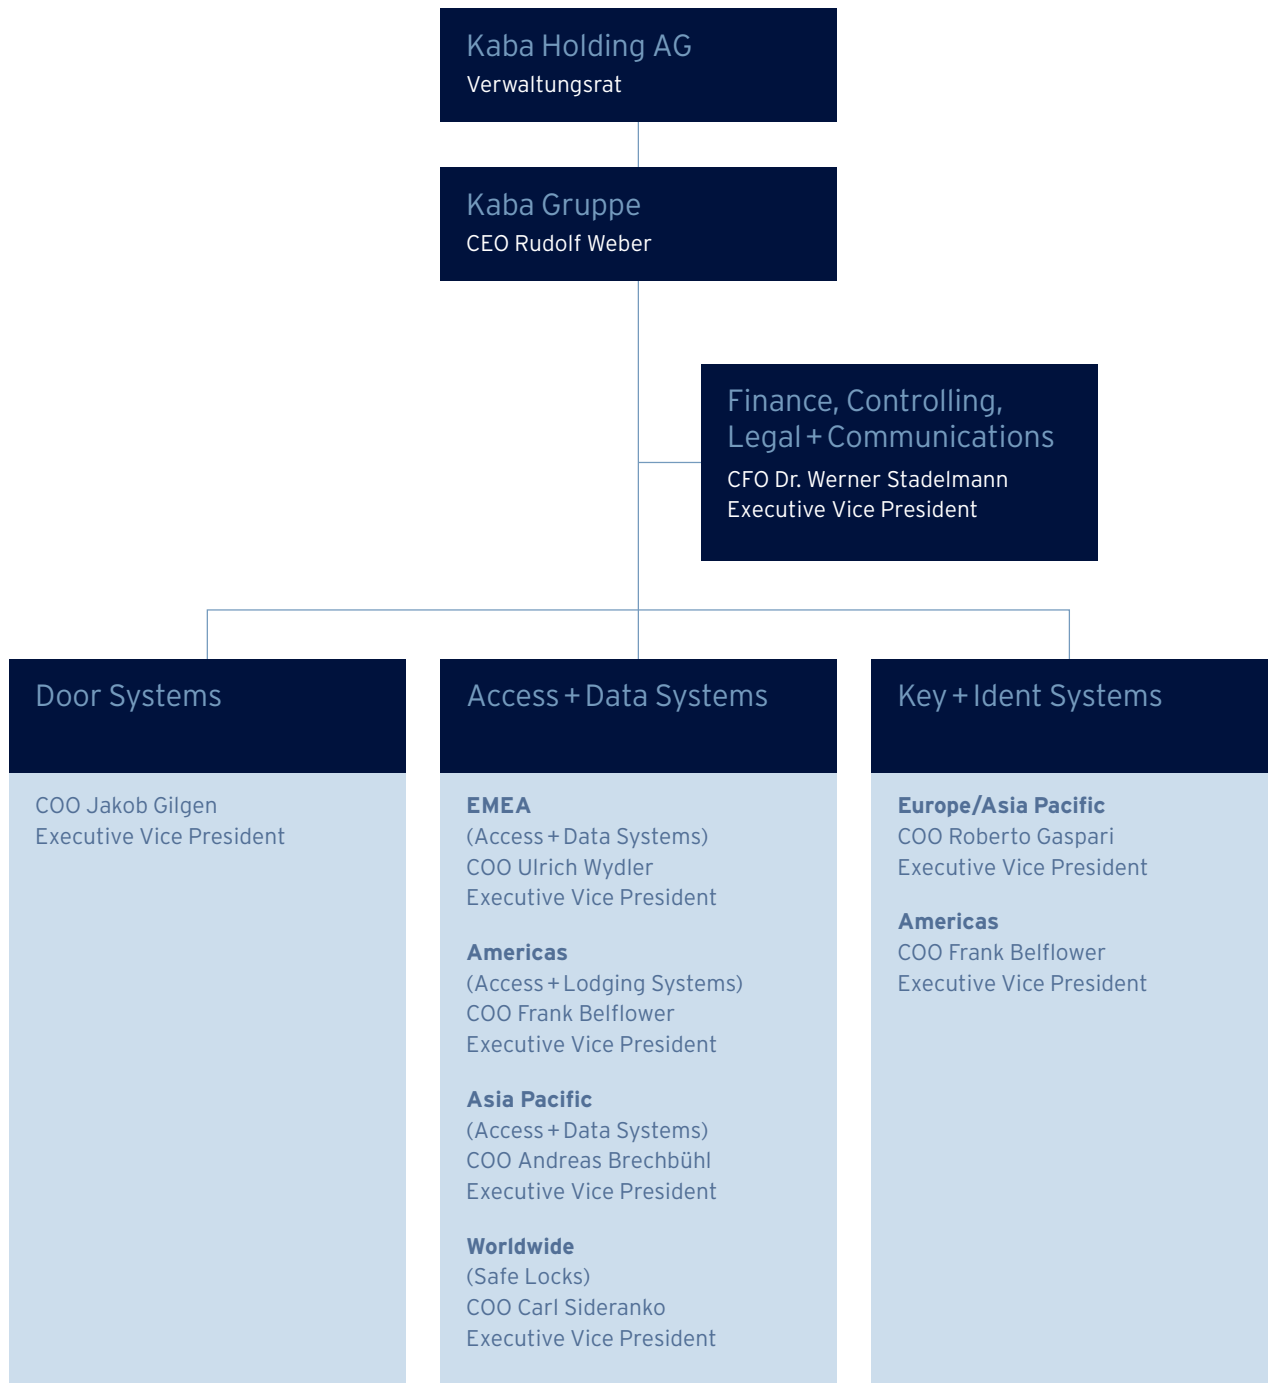 Kaba Holding AG
Verwaltungsrat
Kaba Gruppe
CEO Rudolf Weber
Finance, Controlling,
Legal + Communications
CFO Dr. Werner Stadelmann
Executive Vice President
Door Systems
COO Jakob Gilgen
Executive Vice President
Access + Data Systems
EMEA
(Access + Data Systems)
COO Ulrich Wydler
Executive Vice President
Americas
(Access + Lodging Systems)
COO Frank Belflower
Executive Vice President
Asia Pacific
(Access + Data Systems)
COO Andreas Brechbühl
Executive Vice President
Worldwide
(Safe Locks)
COO Carl Sideranko
Executive Vice President
Key + Ident Systems
Europe/Asia Pacific
COO Roberto Gaspari
Executive Vice President
Americas
COO Frank Belflower
Executive Vice President